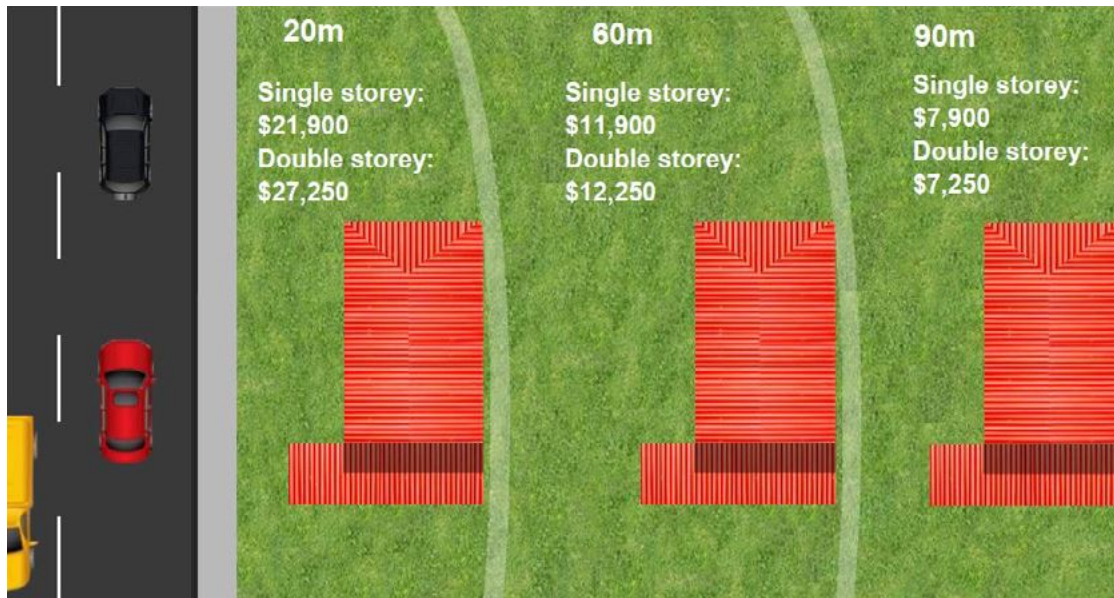 20m
Single storey:
$21,900
Double storey:
$27,250
60m
Single storey:
$11,900
Double storey:
$12,250
90m
Single storey:
$7,900
Double storey:
$7,250